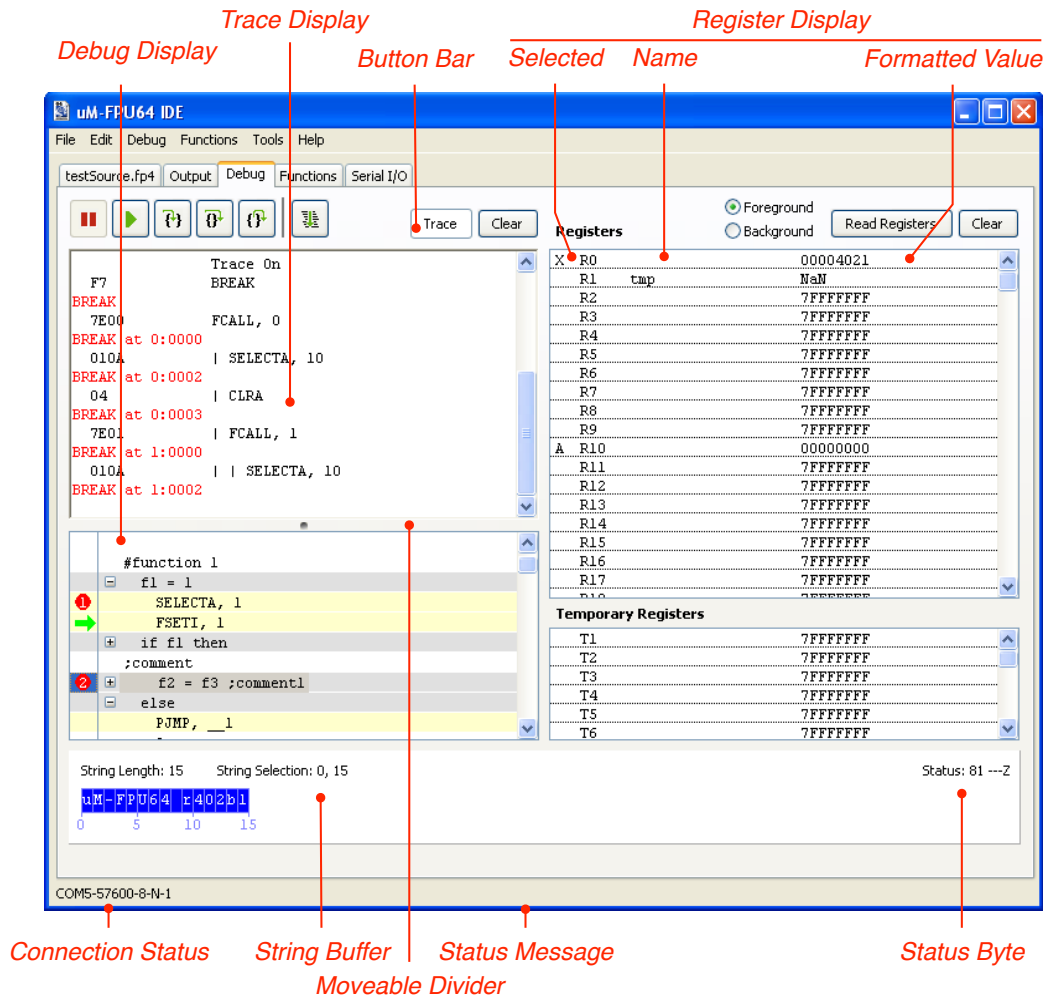 Trace Display
Register Display
Debug Display
Button Bar
Selected
Name
Formatted Value
uM-FPU64 IDE
File Edit Debug Functions Tools Help
testSource.fp4 Output Debug Functions Serial I/O
Trace Clear
Registers
Foreground
Background
Read Registers Clear
Trace On
F7 BREAK
BREAK
7E00 FCALL, 0
BREAK at 0:0000
010A | SELECTA, 10
BREAK at 0:0002
04 | CLRA
BREAK at 0:0003
7E01 | FCALL, 1
BREAK at 1:0000
010A | | SELECTA, 10
BREAK at 1:0002
X R0 00004021
R1 tmp NaN
R2 7FFFFFFF
R3 7FFFFFFF
R4 7FFFFFFF
R5 7FFFFFFF
R6 7FFFFFFF
R7 7FFFFFFF
R8 7FFFFFFF
R9 7FFFFFFF
A R10 00000000
R11 7FFFFFFF
R12 7FFFFFFF
R13 7FFFFFFF
R14 7FFFFFFF
R15 7FFFFFFF
R16 7FFFFFFF
R17 7FFFFFFF
#function 1
f1 = 1
1 SELECTA, 1
FSETI, 1
if f1 then
;comment
2 f2 = f3 ;comment1
else
PJMP, __1
Temporary Registers
T1 7FFFFFFF
T2 7FFFFFFF
T3 7FFFFFFF
T4 7FFFFFFF
T5 7FFFFFFF
T6 7FFFFFFF
String Length: 15 String Selection: 0, 15
Status: 81 ---Z
uM-FPU64 r402b1
0 5 10 15
COM5-57600-8-N-1
Connection Status
String Buffer
Status Message
Status Byte
Moveable Divider